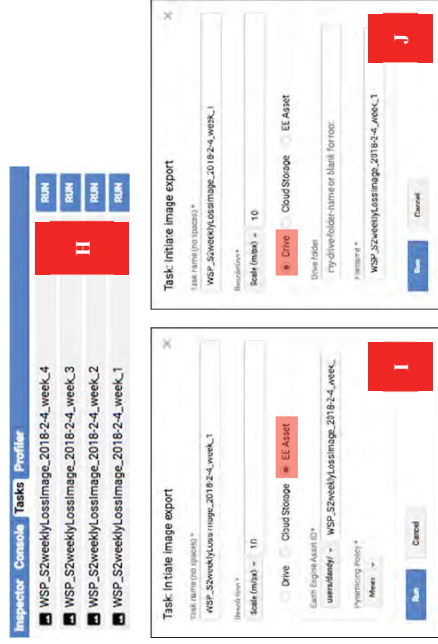 Inspector Console Tasks Profiler
WSP_S2weeklyLossImage_2018-2-4_week_4 RUN
WSP_S2weeklyLossImage_2018-2-4_week_3 RUN
WSP_S2weeklyLossImage_2018-2-4_week_2 RUN
WSP_S2weeklyLossImage_2018-2-4_week_1 RUN
H
Task: Initiate image export
Task name (no spaces) *
WSP_S2weeklyLossImage_2018-2-4_week_1
Resolution *
Scale (m/px) 10
Drive Cloud Storage EE Asset
Earth Engine Asset ID *
users/dandy/ WSP_S2weeklyLossImage_2018-2-4_week_
Pyramiding Policy *
Mean
Run Cancel
I
Task: Initiate image export
Task name (no spaces) *
WSP_S2weeklyLossImage_2018-2-4_week_1
Resolution *
Scale (m/px) 10
Drive Cloud Storage EE Asset
Drive folder
my-drive-folder-name or blank for root
Filename *
WSP_S2weeklyLossImage_2018-2-4_week_1
Run Cancel
J